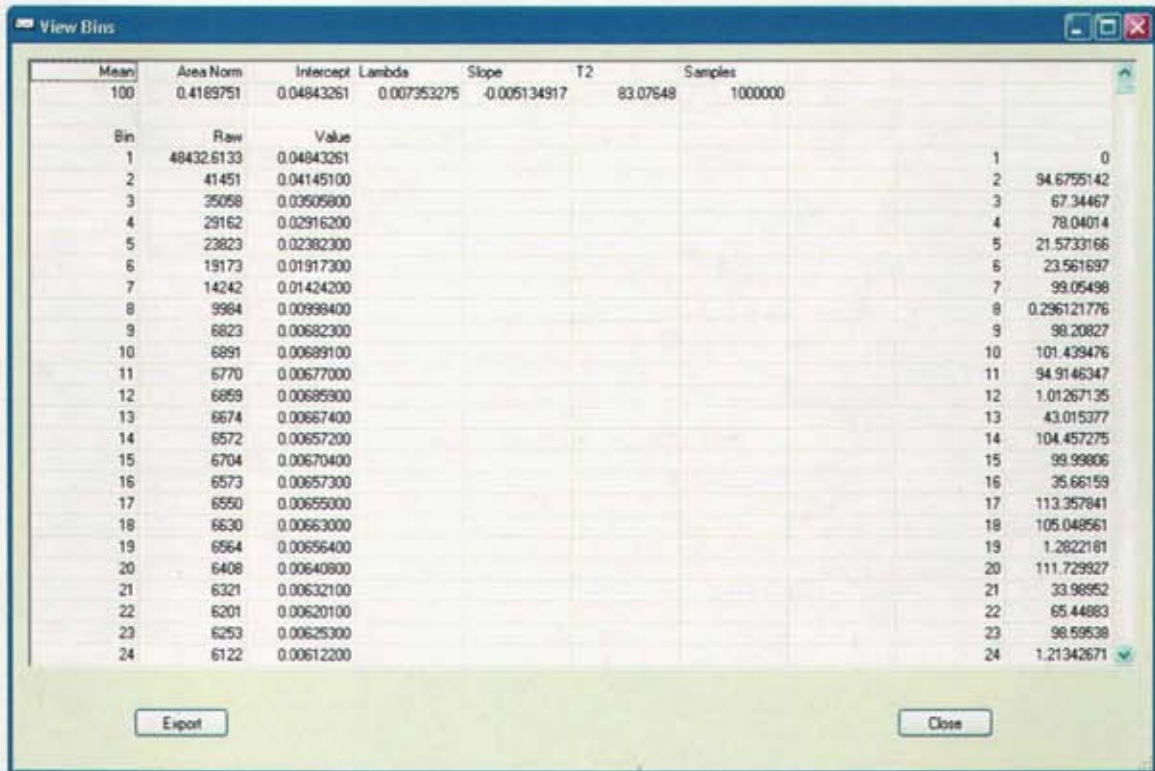 View Bins
Mean Area Norm Intercept Lambda Slope T2 Samples
100 0.4189751 0.04843261 0.007353275 -0.005134917 83.07648 1000000
Bin Raw Value
1 48432.6133 0.04843261 1 0
2 41451 0.04145100 2 94.6755142
3 35058 0.03505800 3 67.34467
4 29162 0.02916200 4 78.04014
5 23823 0.02382300 5 21.5733166
6 19173 0.01917300 6 23.561697
7 14242 0.01424200 7 99.05498
8 9984 0.00998400 8 0.296121776
9 6823 0.00682300 9 98.20827
10 6891 0.00689100 10 101.439476
11 6770 0.00677000 11 94.9146347
12 6859 0.00685900 12 1.01267135
13 6674 0.00667400 13 43.015377
14 6572 0.00657200 14 104.457275
15 6704 0.00670400 15 99.99806
16 6573 0.00657300 16 35.66159
17 6550 0.00655000 17 113.357841
18 6630 0.00663000 18 105.048561
19 6564 0.00656400 19 1.2822181
20 6408 0.00640800 20 111.729927
21 6321 0.00632100 21 33.98952
22 6201 0.00620100 22 65.44883
23 6253 0.00625300 23 98.59538
24 6122 0.00612200 24 1.21342671
Export Close